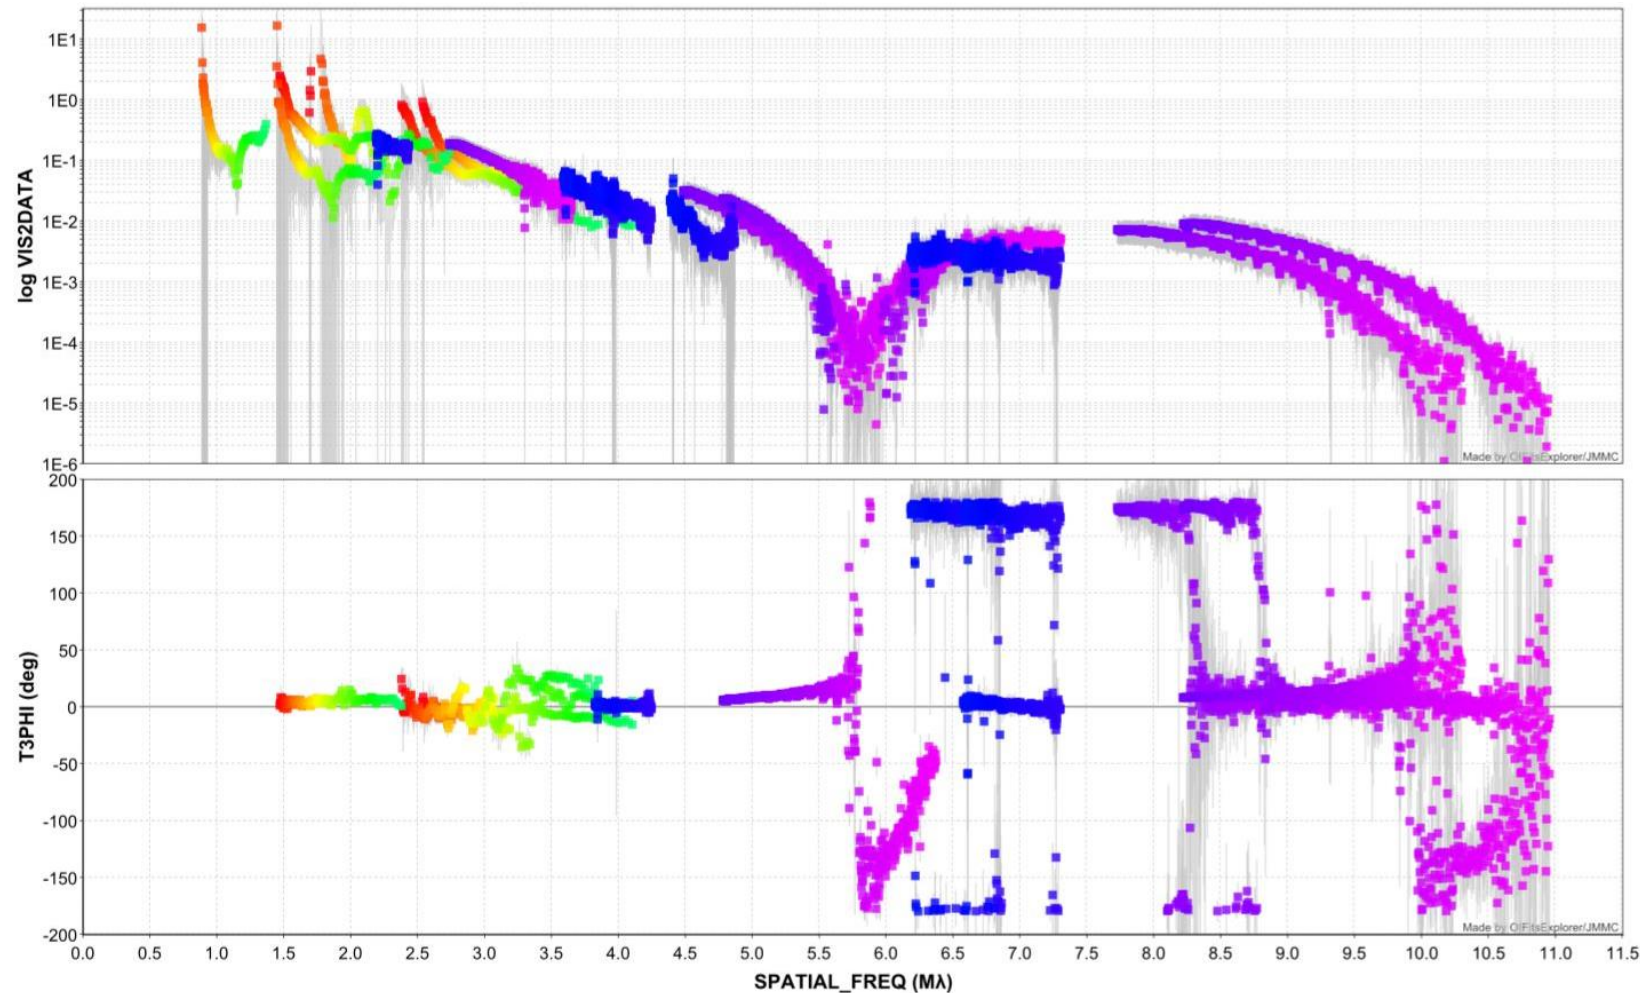 1E1
1E0
1E-1
1E-2
1E-3
1E-4
1E-5
1E-6
log VIS2DATA
Made by OIFitsExplorer/JMMC
200
150
100
50
0
-50
-100
-150
-200
T3PHI (deg)
Made by OIFitsExplorer/JMMC
0.0 0.5 1.0 1.5 2.0 2.5 3.0 3.5 4.0 4.5 5.0 5.5 6.0 6.5 7.0 7.5 8.0 8.5 9.0 9.5 10.0 10.5 11.0 11.5
SPATIAL_FREQ (Mλ)